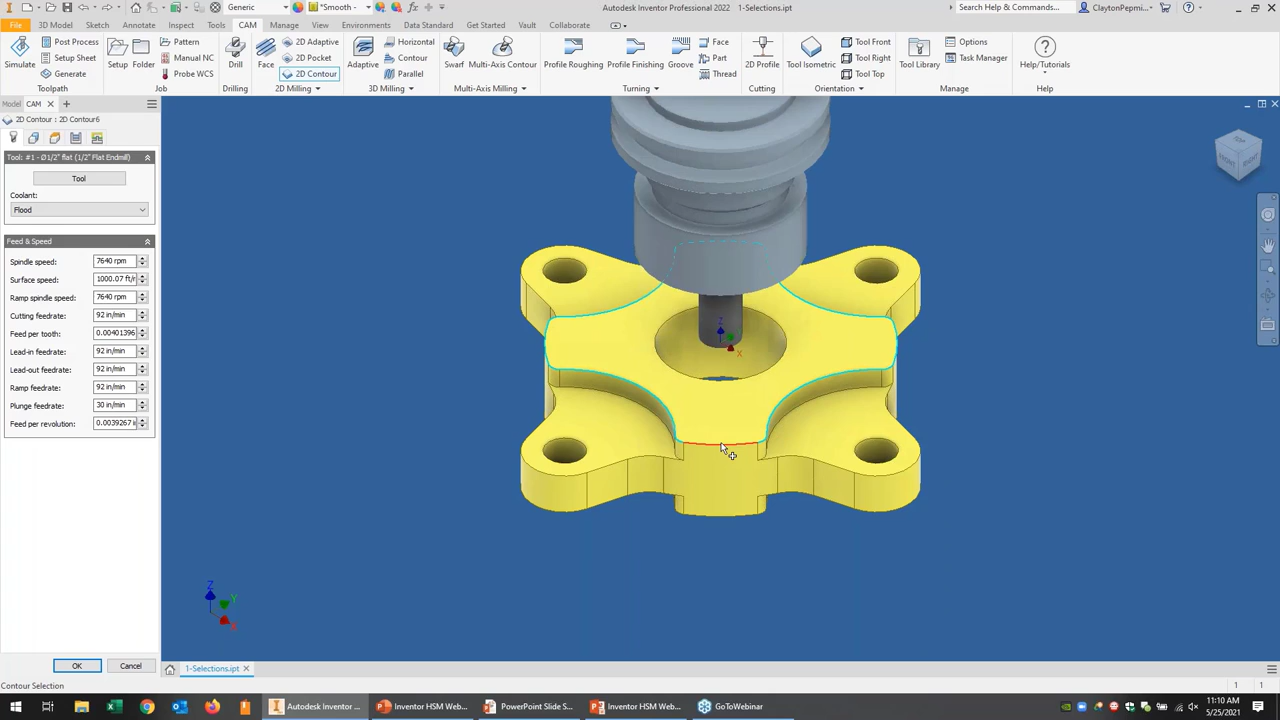 Generic
*Smooth -
fx
Autodesk Inventor Professional 2022 1-Selections.ipt
Search Help & Commands...
ClaytonPepmi...
File 3D Model Sketch Annotate Inspect Tools CAM Manage View Environments Data Standard Get Started Vault Collaborate
Post Process Pattern 2D Adaptive Horizontal Face Tool Front Options
Setup Sheet Manual NC 2D Pocket Contour Part Tool Right Task Manager
Simulate Setup Folder Drill Face Adaptive Swarf Multi-Axis Contour Profile Roughing Profile Finishing Groove 2D Profile Tool Isometric Tool Library Help/Tutorials
Generate Probe WCS 2D Contour Parallel Thread Tool Top
Toolpath Job Drilling 2D Milling 3D Milling Multi-Axis Milling Turning Cutting Orientation Manage Help
Model CAM
2D Contour : 2D Contour6
Tool: #1 - Ø1/2" flat (1/2" Flat Endmill)
Tool
Coolant:
Flood
Feed & Speed
Spindle speed: 7640 rpm
Surface speed: 1000.07 ft/r
Ramp spindle speed: 7640 rpm
Cutting feedrate: 92 in/min
Feed per tooth: 0.00401396
Lead-in feedrate: 92 in/min
Lead-out feedrate: 92 in/min
Ramp feedrate: 92 in/min
Plunge feedrate: 30 in/min
Feed per revolution: 0.0039267 i
TOP
FRONT RIGHT
Z
X
Z
Y
X
OK Cancel
1-Selections.ipt
Contour Selection
1 1
Autodesk Inventor ...
Inventor HSM Web...
PowerPoint Slide S...
Inventor HSM Web...
GoToWebinar
11:10 AM
5/25/2021